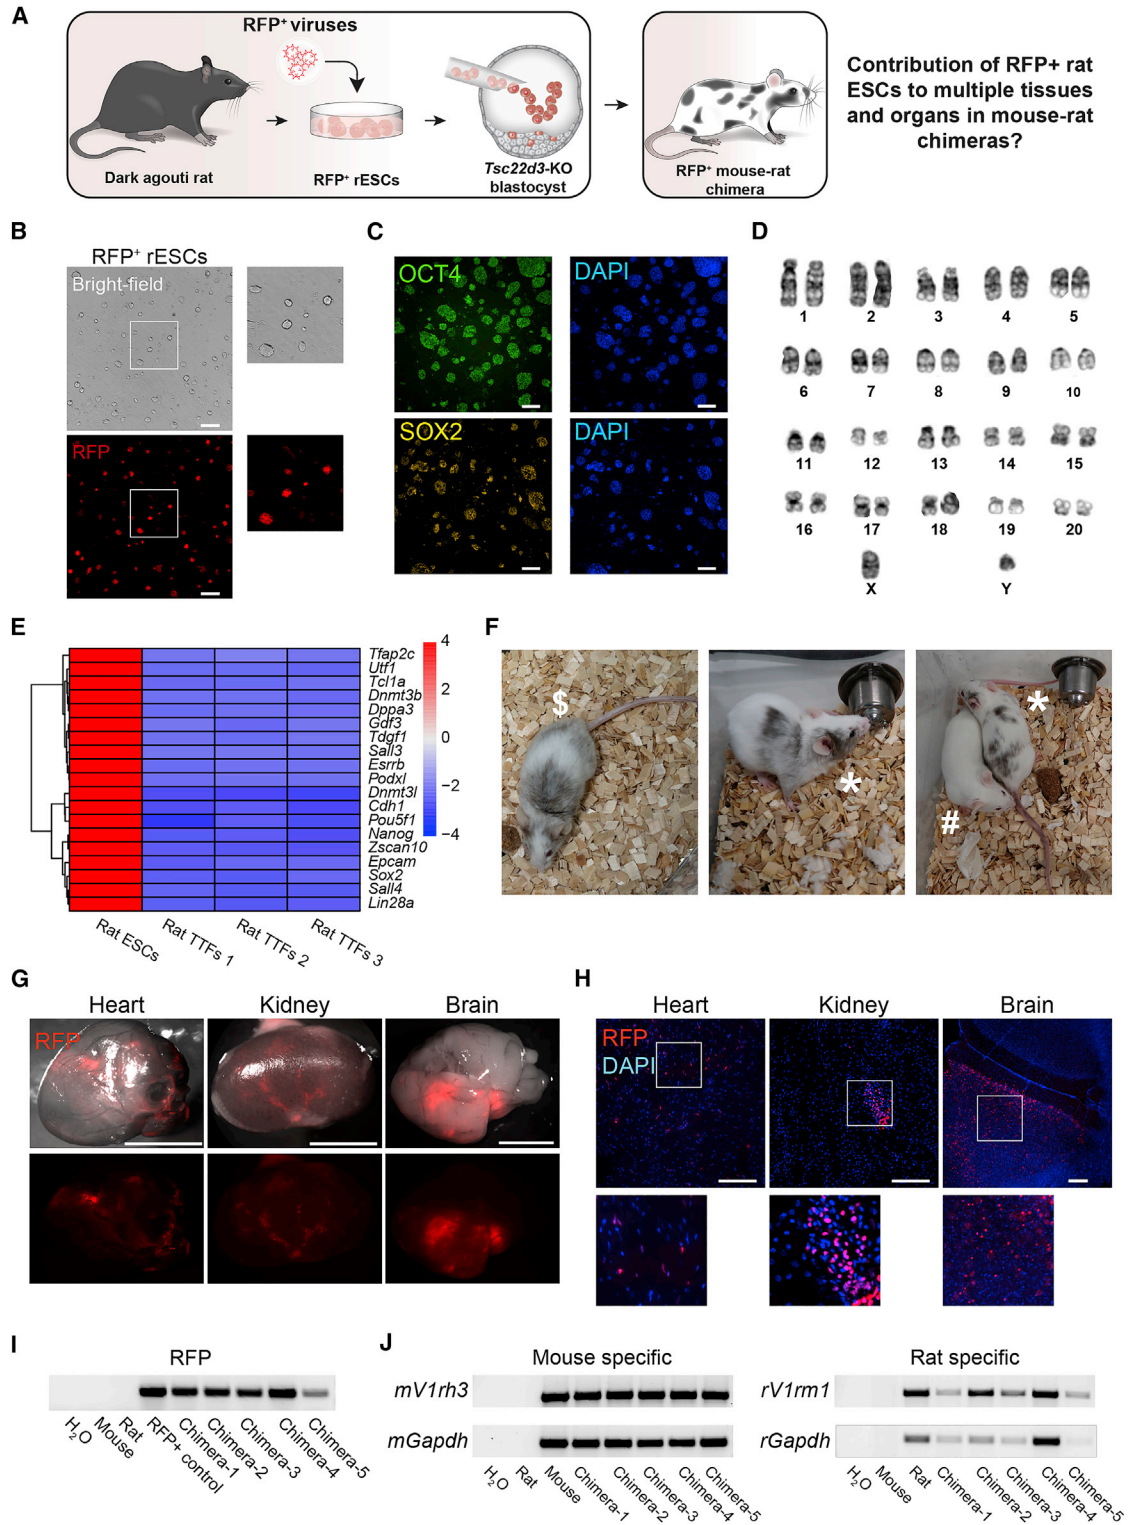 A
RFP⁺ viruses
Dark agouti rat
RFP⁺ rESCs
Tsc22d3-KO
blastocyst
RFP⁺ mouse-rat
chimera
Contribution of RFP+ rat
ESCs to multiple tissues
and organs in mouse-rat
chimeras?
B
RFP⁺ rESCs
Bright-field
RFP
C
OCT4
DAPI
SOX2
DAPI
D
1 2 3 4 5
6 7 8 9 10
11 12 13 14 15
16 17 18 19 20
X Y
E
Tfap2c
Utf1
Tcl1a
Dnmt3b
Dppa3
Gdf3
Tdgf1
Sall3
Esrrb
Podxl
Dnmt3l
Cdh1
Pou5f1
Nanog
Zscan10
Epcam
Sox2
Sall4
Lin28a
4
2
0
−2
−4
Rat ESCs
Rat TTFs 1
Rat TTFs 2
Rat TTFs 3
F
$
*
*
#
G
Heart Kidney Brain
RFP
H
Heart Kidney Brain
RFP
DAPI
I
RFP
H₂O
Mouse
Rat
RFP+ control
Chimera-1
Chimera-2
Chimera-3
Chimera-4
Chimera-5
J
Mouse specific
mV1rh3
mGapdh
H₂O
Rat
Mouse
Chimera-1
Chimera-2
Chimera-3
Chimera-4
Chimera-5
Rat specific
rV1rm1
rGapdh
H₂O
Mouse
Rat
Chimera-1
Chimera-2
Chimera-3
Chimera-4
Chimera-5